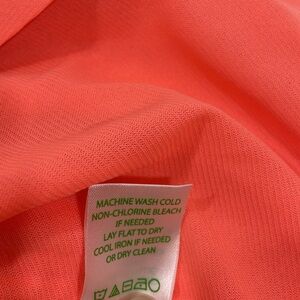 MACHINE WASH COLD
NON-CHLORINE BLEACH
IF NEEDED
LAY FLAT TO DRY
COOL IRON IF NEEDED
OR DRY CLEAN